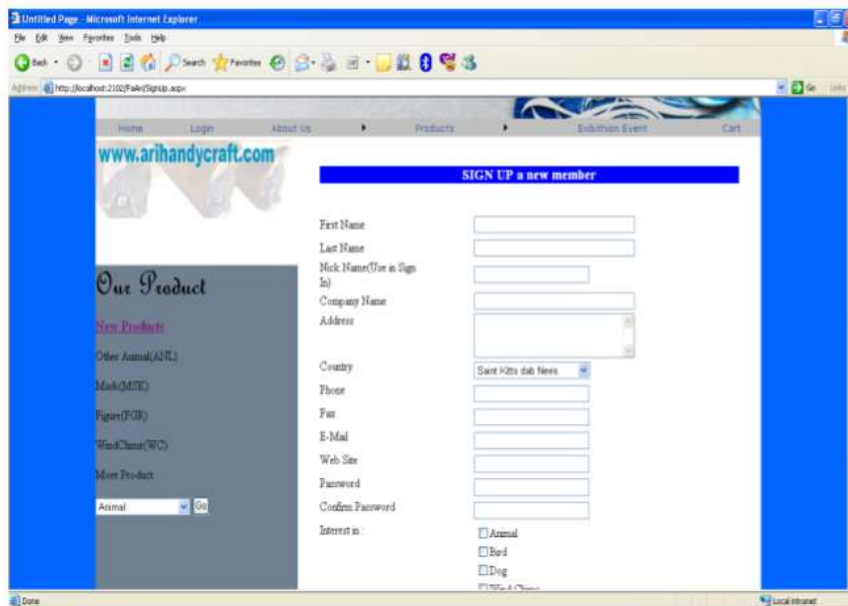 Untitled Page - Microsoft Internet Explorer
File Edit View Favorites Tools Help
Back Search Favorites
Address http://localhost:2102/FaAri/SignUp.aspx Go Links
Home Login About Us Products Exibithion Event Cart
www.arihandycraft.com
SIGN UP a new member
First Name
Last Name
Nick Name(Use in Sign
In)
Company Name
Address
Country Saint Kitts dab Nevis
Phone
Fax
E-Mail
Web Site
Password
Confirm Password
Interest in :
Animal
Bird
Dog
Wind Chime
Our Product
New Products
Other Animal(ANL)
Mask(MSK)
Figure(FGR)
WindChime(WC)
More Product
Animal Go
Done Local intranet